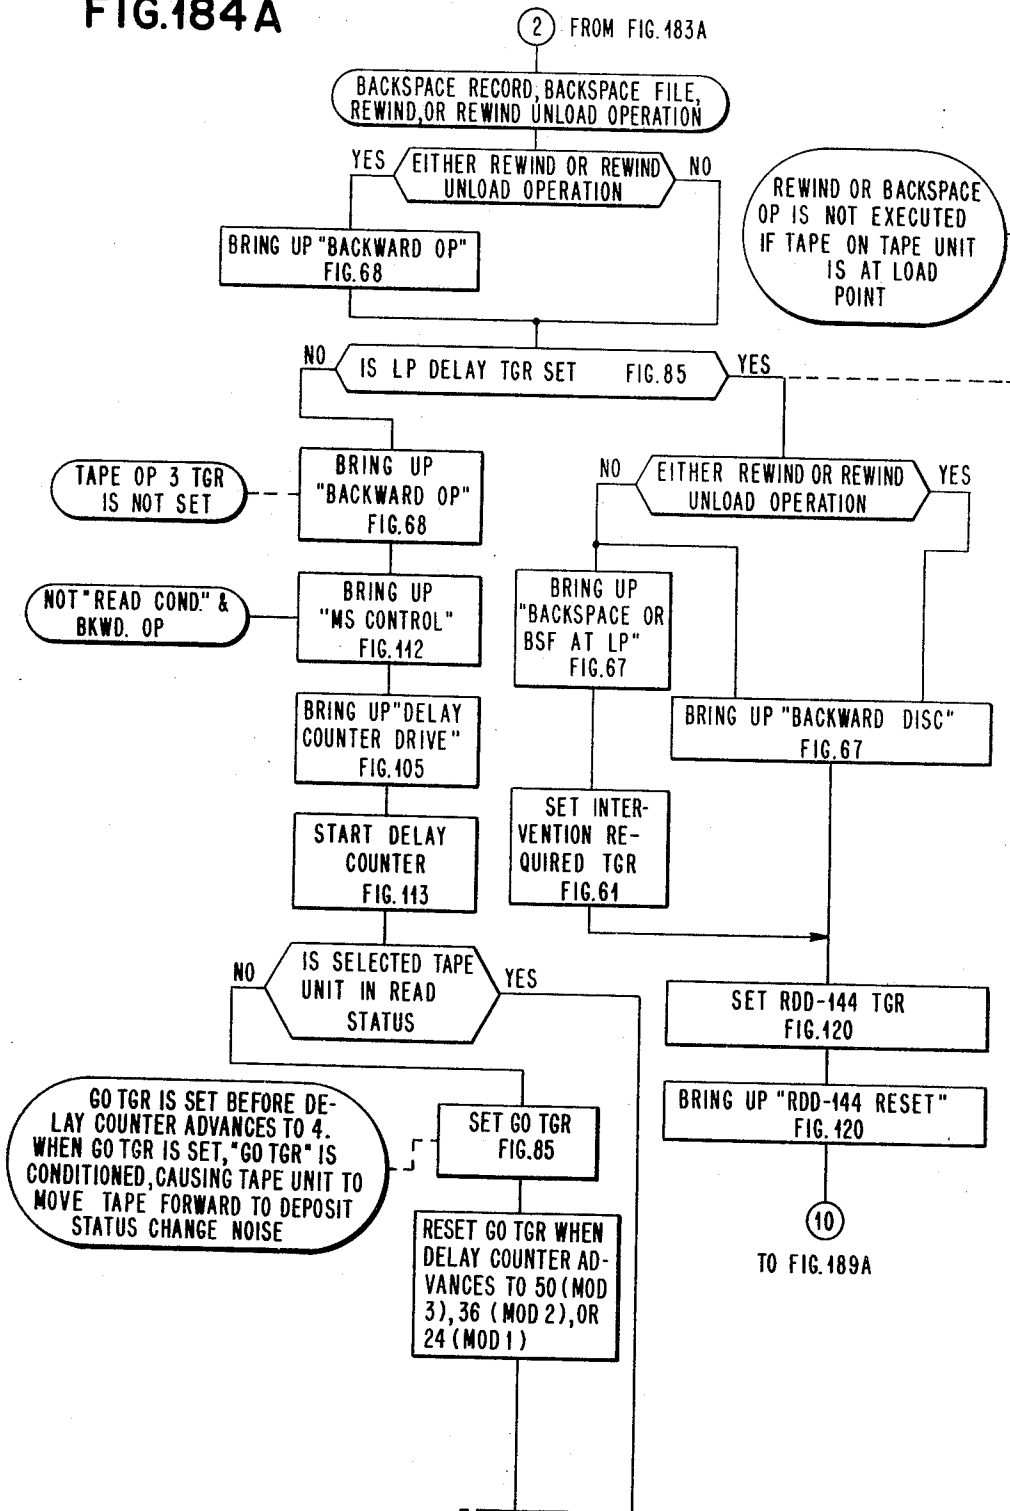 FIG.184A
2 FROM FIG.183A
BACKSPACE RECORD, BACKSPACE FILE,
REWIND, OR REWIND UNLOAD OPERATION
YES
EITHER REWIND OR REWIND
UNLOAD OPERATION
NO
REWIND OR BACKSPACE
OP IS NOT EXECUTED
IF TAPE ON TAPE UNIT
IS AT LOAD
POINT
BRING UP "BACKWARD OP"
FIG.68
NO
IS LP DELAY TGR SET FIG.85
YES
TAPE OP 3 TGR
IS NOT SET
BRING UP
"BACKWARD OP"
FIG.68
NO
EITHER REWIND OR REWIND
UNLOAD OPERATION
YES
NOT "READ COND." &
BKWD. OP
BRING UP
"MS CONTROL"
FIG.112
BRING UP
"BACKSPACE OR
BSF AT LP"
FIG.67
BRING UP "DELAY
COUNTER DRIVE"
FIG.105
BRING UP "BACKWARD DISC"
FIG.67
START DELAY
COUNTER
FIG.113
SET INTER-
VENTION RE-
QUIRED TGR
FIG.61
NO
IS SELECTED TAPE
UNIT IN READ
STATUS
YES
SET RDD-144 TGR
FIG.120
GO TGR IS SET BEFORE DE-
LAY COUNTER ADVANCES TO 4.
WHEN GO TGR IS SET, "GO TGR" IS
CONDITIONED, CAUSING TAPE UNIT TO
MOVE TAPE FORWARD TO DEPOSIT
STATUS CHANGE NOISE
SET GO TGR
FIG.85
BRING UP "RDD-144 RESET"
FIG.120
RESET GO TGR WHEN
DELAY COUNTER AD-
VANCES TO 50 (MOD
3), 36 (MOD 2), OR
24 (MOD 1)
10
TO FIG.189A